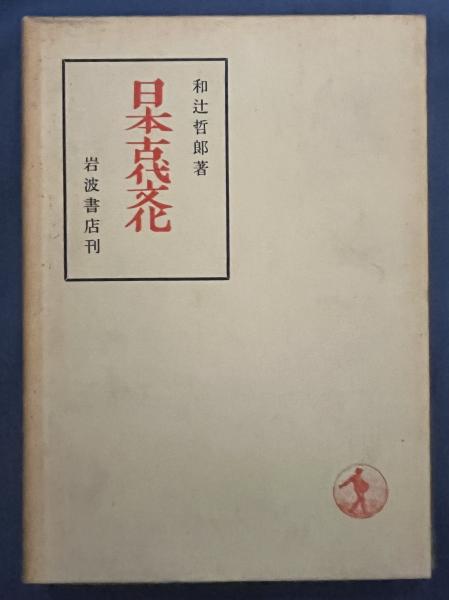 和辻哲郎著
日本古代文化
岩波書店刊